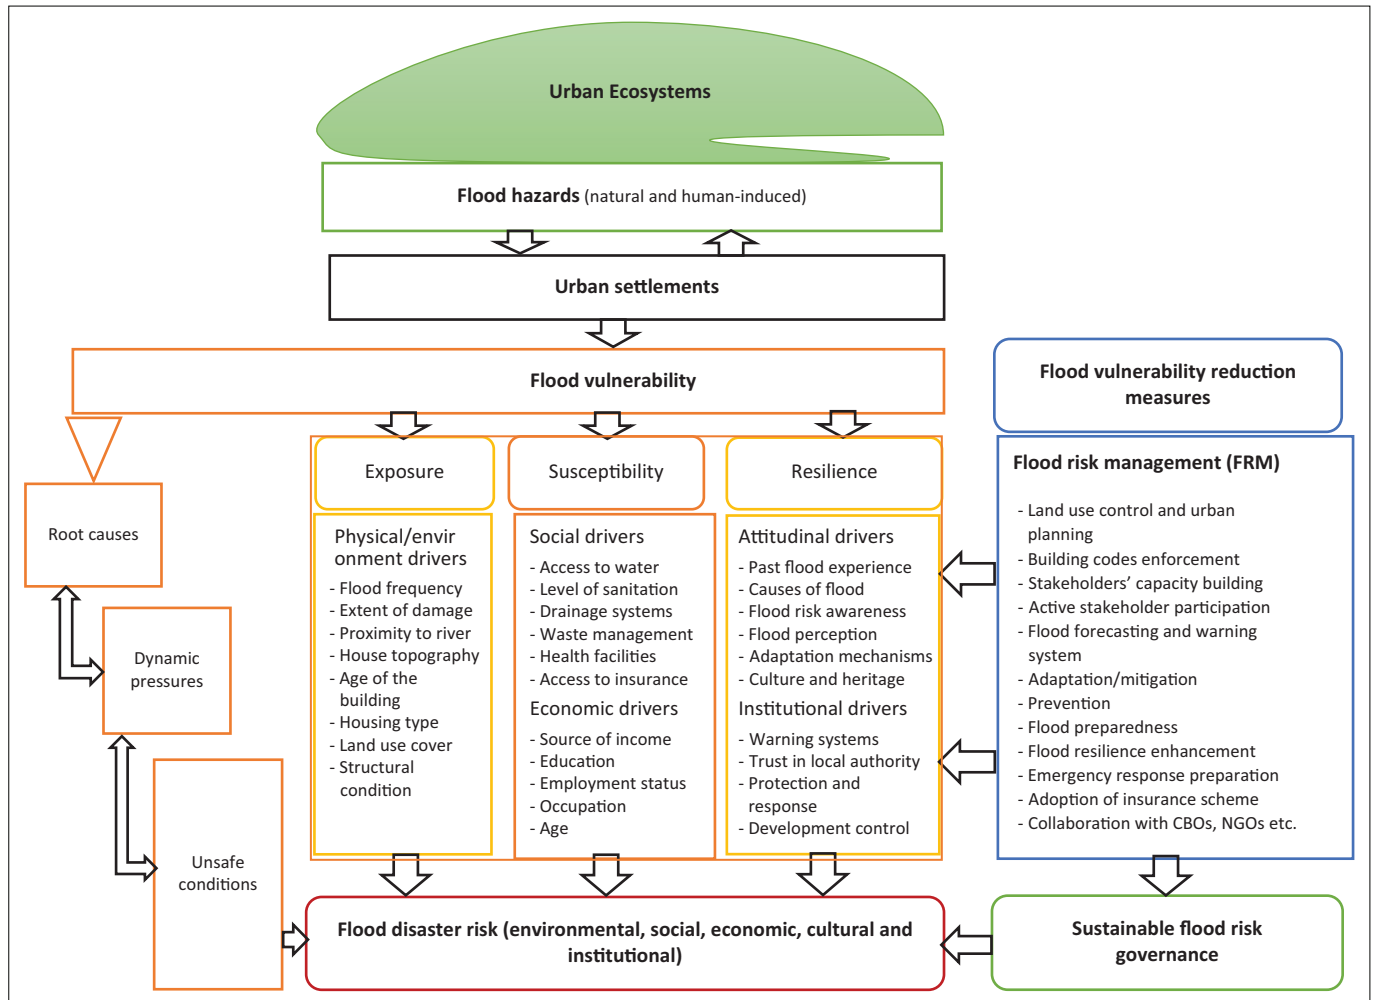 Urban Ecosystems
Flood hazards (natural and human-induced)
Urban settlements
Flood vulnerability
Flood vulnerability reduction
measures
Exposure
Susceptibility
Resilience
Root causes
Dynamic
pressures
Unsafe
conditions
Physical/envir
onment drivers
- Flood frequency
- Extent of damage
- Proximity to river
- House topography
- Age of the
building
- Housing type
- Land use cover
- Structural
condition
Social drivers
- Access to water
- Level of sanitation
- Drainage systems
- Waste management
- Health facilities
- Access to insurance
Economic drivers
- Source of income
- Education
- Employment status
- Occupation
- Age
Attitudinal drivers
- Past flood experience
- Causes of flood
- Flood risk awareness
- Flood perception
- Adaptation mechanisms
- Culture and heritage
Institutional drivers
- Warning systems
- Trust in local authority
- Protection and
response
- Development control
Flood risk management (FRM)
- Land use control and urban
planning
- Building codes enforcement
- Stakeholders' capacity building
- Active stakeholder participation
- Flood forecasting and warning
system
- Adaptation/mitigation
- Prevention
- Flood preparedness
- Flood resilience enhancement
- Emergency response preparation
- Adoption of insurance scheme
- Collaboration with CBOs, NGOs etc.
Flood disaster risk (environmental, social, economic, cultural and
institutional)
Sustainable flood risk
governance